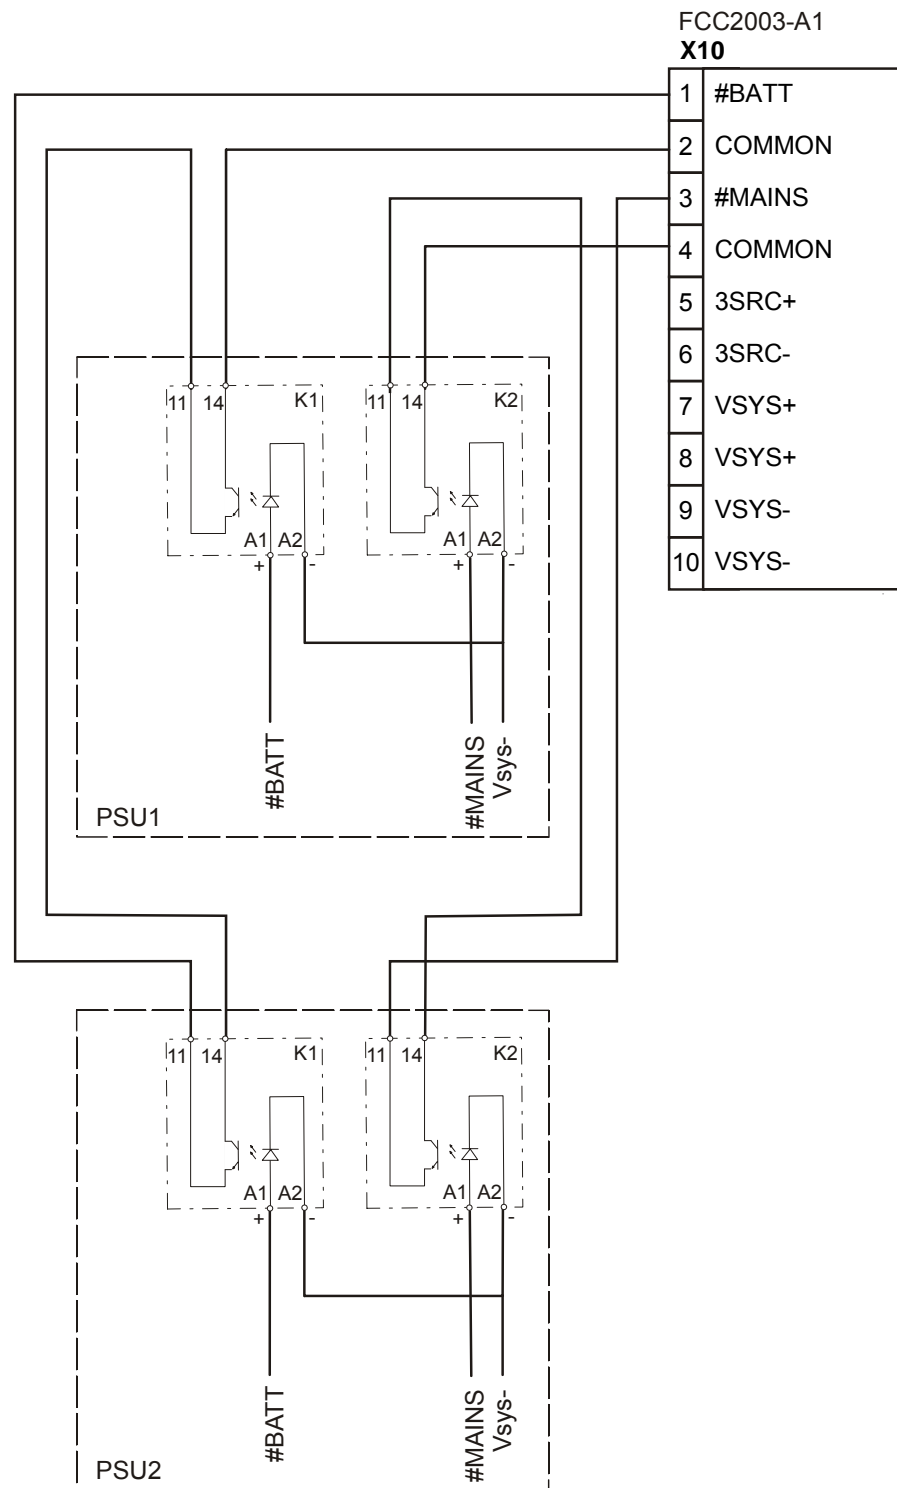 FCC2003-A1
X10
1 #BATT
2 COMMON
3 #MAINS
4 COMMON
5 3SRC+
6 3SRC-
7 VSYS+
8 VSYS+
9 VSYS-
10 VSYS-
11 14 K1
11 14 K2
A1 A2
A1 A2
+ -
+ -
#BATT
#MAINS
Vsys-
PSU1
11 14 K1
11 14 K2
A1 A2
A1 A2
+ -
+ -
#BATT
#MAINS
Vsys-
PSU2